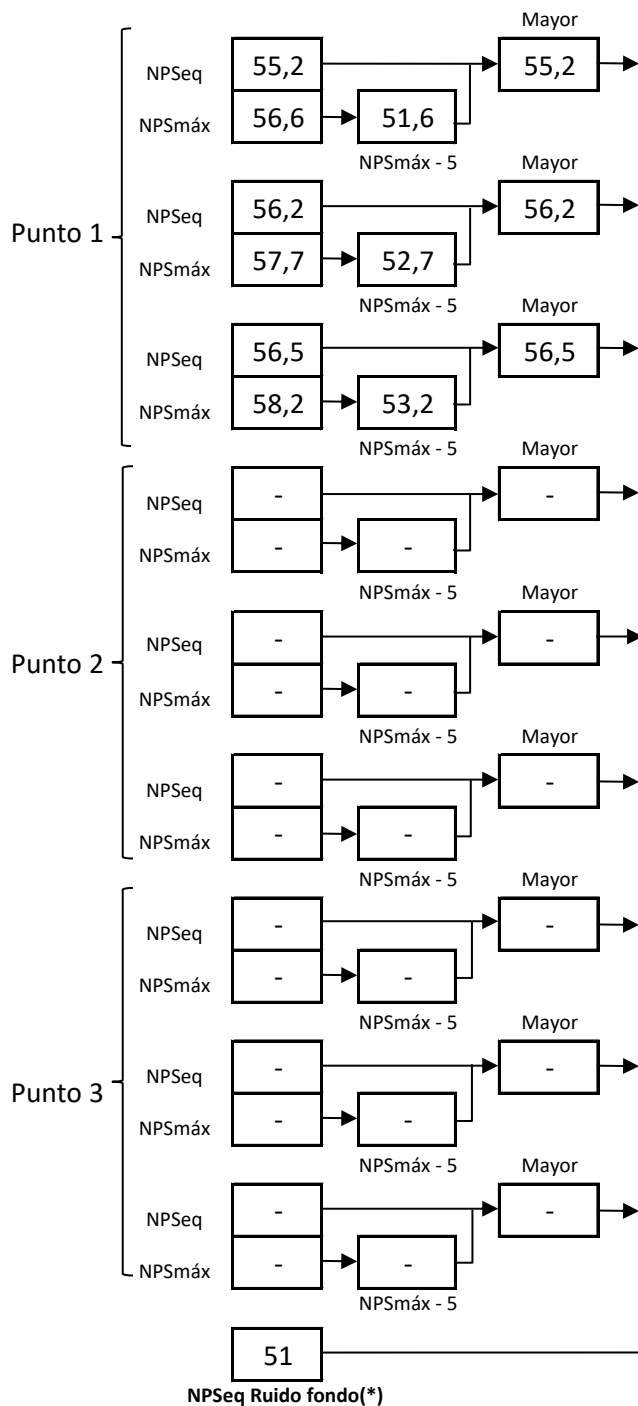 Mayor
NPSeq 55,2 55,2
NPSmáx 56,6 51,6
NPSmáx - 5
Mayor
NPSeq 56,2 56,2
Punto 1
NPSmáx 57,7 52,7
NPSmáx - 5
Mayor
NPSeq 56,5 56,5
NPSmáx 58,2 53,2
NPSmáx - 5
Mayor
NPSeq - -
NPSmáx - -
NPSmáx - 5
Mayor
NPSeq - -
Punto 2
NPSmáx - -
NPSmáx - 5
Mayor
NPSeq - -
NPSmáx - -
NPSmáx - 5
Mayor
NPSeq - -
NPSmáx - -
NPSmáx - 5
Mayor
NPSeq - -
Punto 3
NPSmáx - -
NPSmáx - 5
Mayor
NPSeq - -
NPSmáx - -
NPSmáx - 5
51
NPSeq Ruido fondo(*)